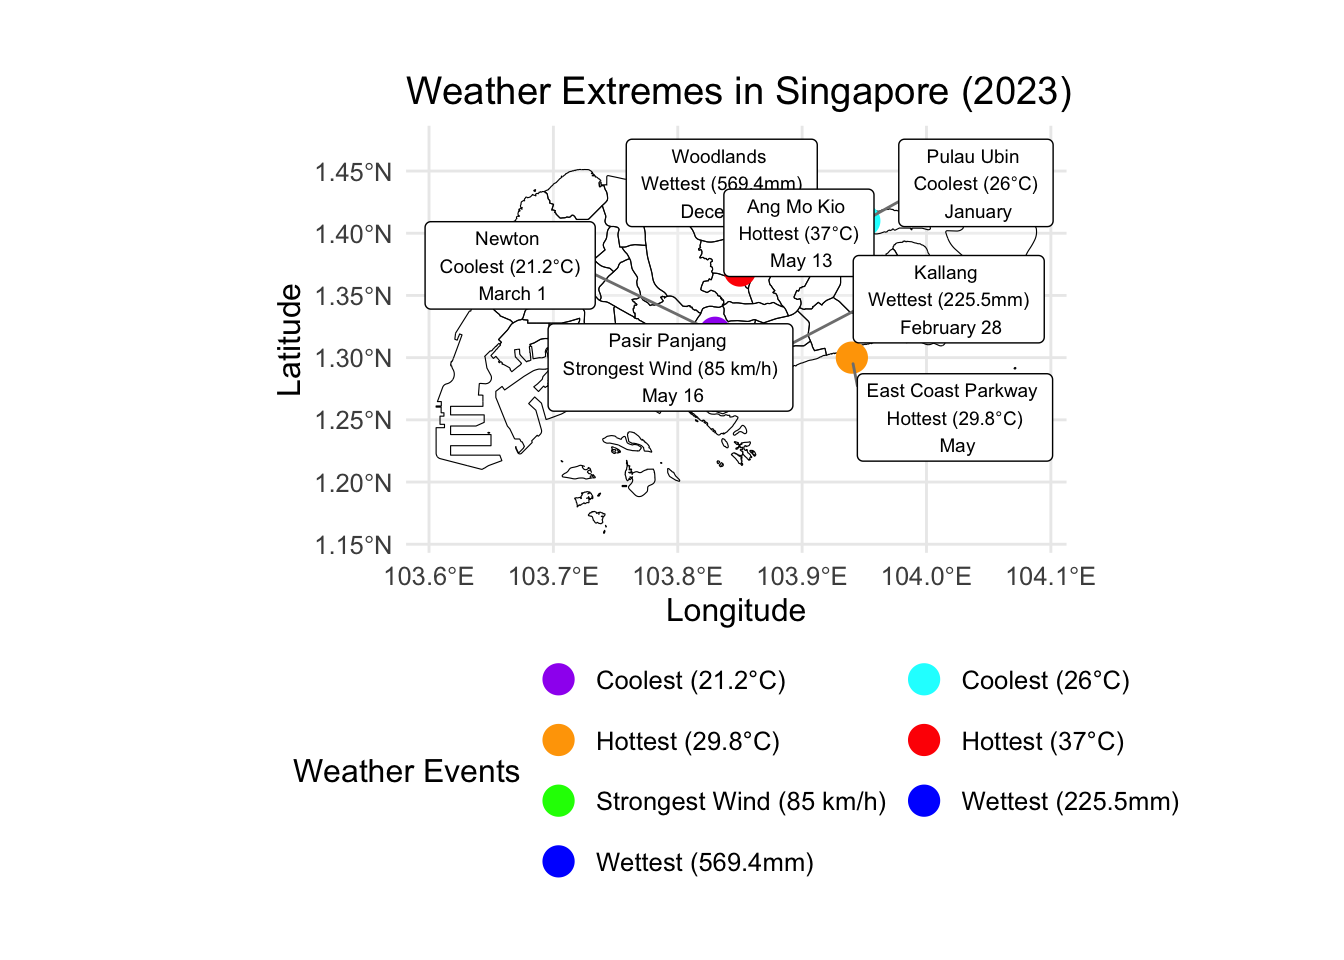 Weather Extremes in Singapore (2023)
Woodlands
Wettest (569.4mm)
Dece
Ang Mo Kio
Hottest (37°C)
May 13
Pulau Ubin
Coolest (26°C)
January
Newton
Coolest (21.2°C)
March 1
Kallang
Wettest (225.5mm)
February 28
Pasir Panjang
Strongest Wind (85 km/h)
May 16
East Coast Parkway
Hottest (29.8°C)
May
Latitude
1.45°N
1.40°N
1.35°N
1.30°N
1.25°N
1.20°N
1.15°N
103.6°E 103.7°E 103.8°E 103.9°E 104.0°E 104.1°E
Longitude
Weather Events
Coolest (21.2°C)
Coolest (26°C)
Hottest (29.8°C)
Hottest (37°C)
Strongest Wind (85 km/h)
Wettest (225.5mm)
Wettest (569.4mm)